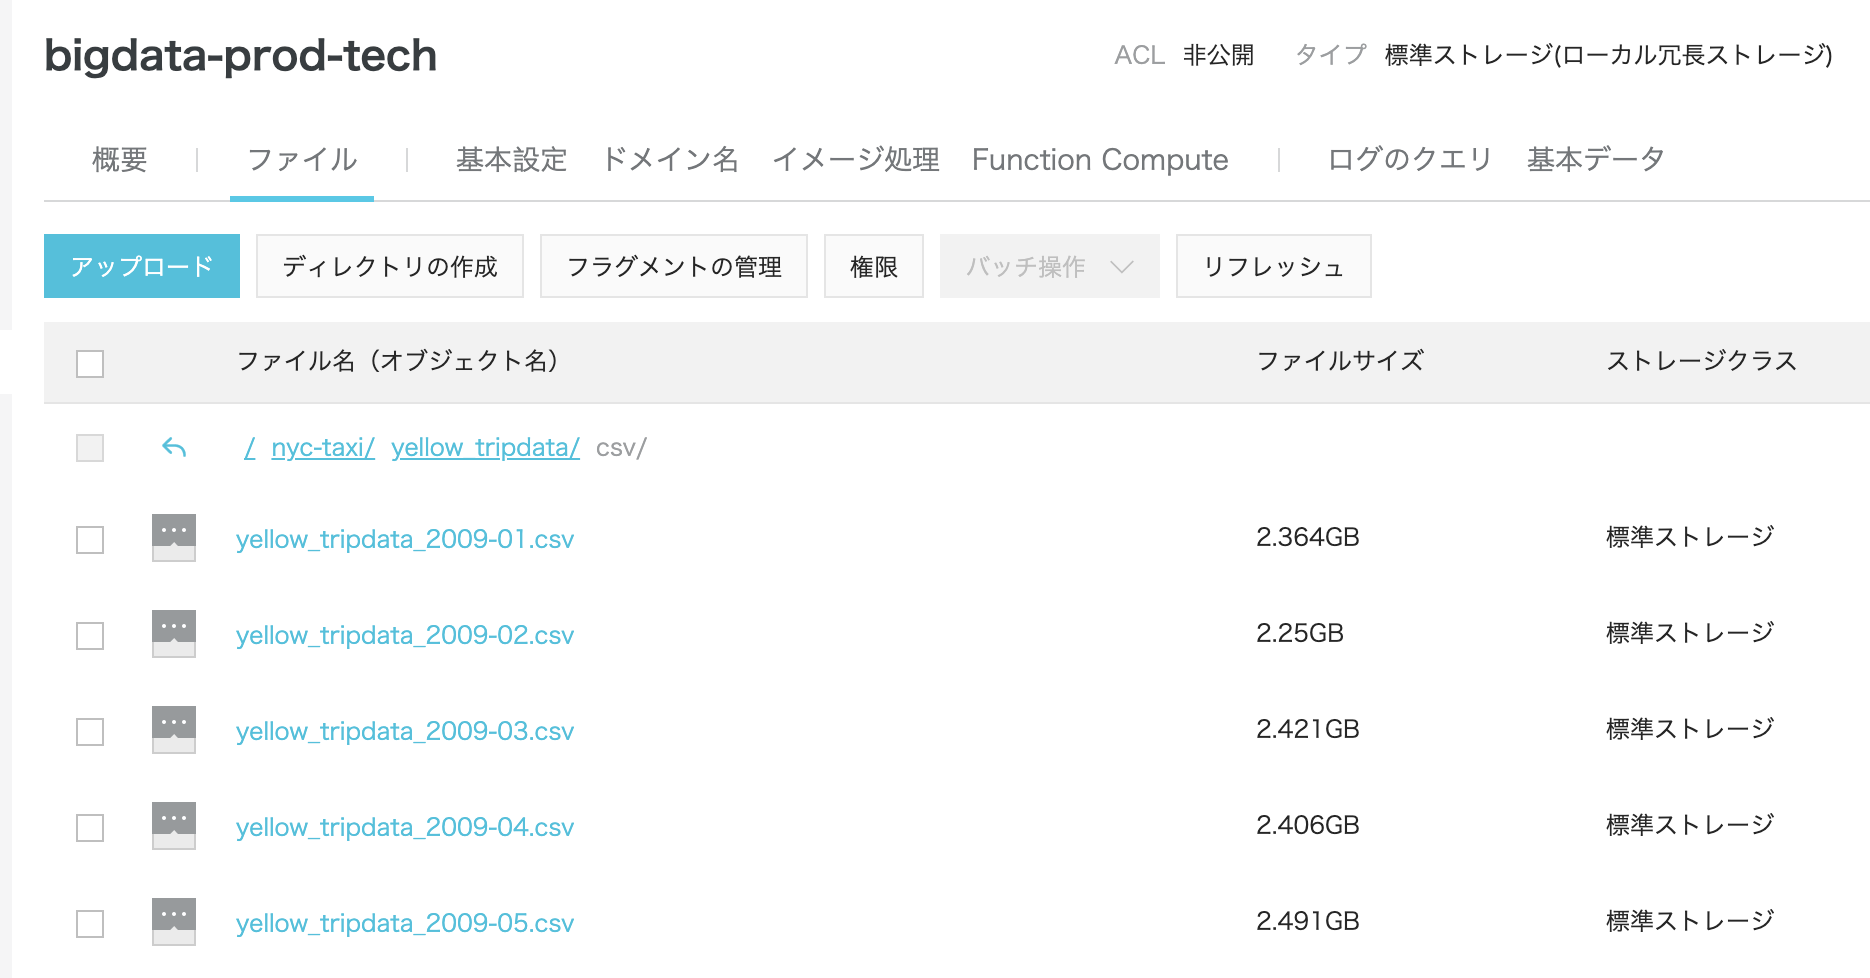 bigdata-prod-tech ACL 非公開 タイプ 標準ストレージ(ローカル冗長ストレージ)
概要 ファイル 基本設定 ドメイン名 イメージ処理 Function Compute ログのクエリ 基本データ
アップロード ディレクトリの作成 フラグメントの管理 権限 バッチ操作 リフレッシュ
ファイル名（オブジェクト名） ファイルサイズ ストレージクラス
/ nyc-taxi/ yellow_tripdata/ csv/
yellow_tripdata_2009-01.csv 2.364GB 標準ストレージ
yellow_tripdata_2009-02.csv 2.25GB 標準ストレージ
yellow_tripdata_2009-03.csv 2.421GB 標準ストレージ
yellow_tripdata_2009-04.csv 2.406GB 標準ストレージ
yellow_tripdata_2009-05.csv 2.491GB 標準ストレージ